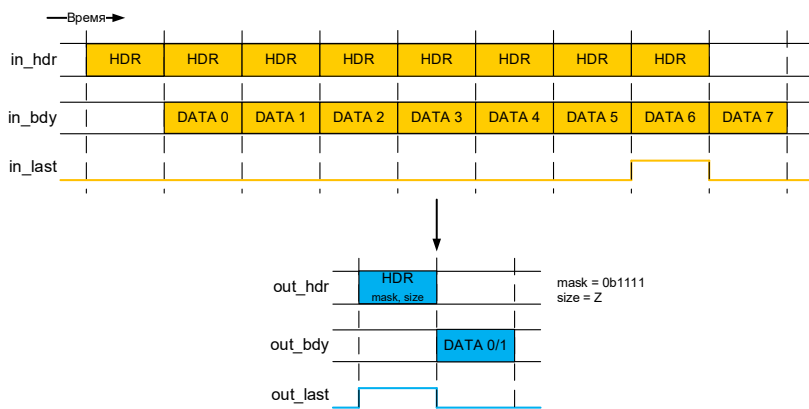 Время
in_hdr HDR HDR HDR HDR HDR HDR HDR HDR
in_bdy DATA 0 DATA 1 DATA 2 DATA 3 DATA 4 DATA 5 DATA 6 DATA 7
in_last
out_hdr HDR mask = 0b1111
mask, size size = Z
out_bdy DATA 0/1
out_last